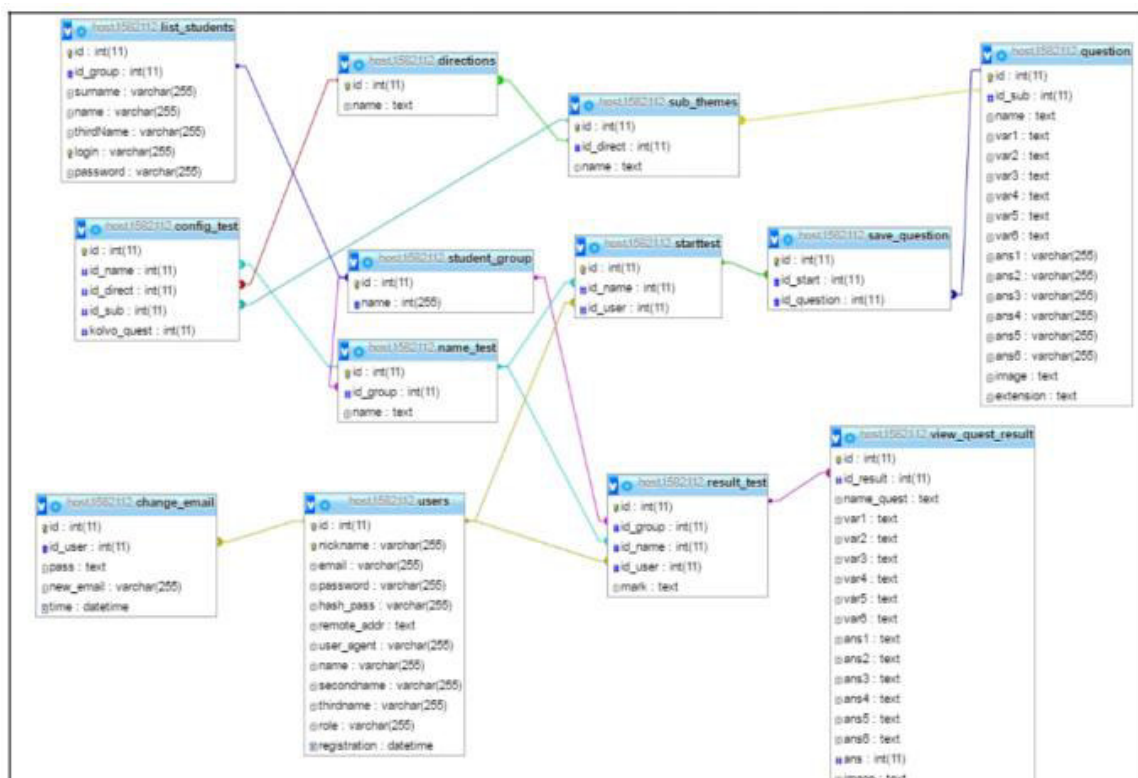 host1582112.list_students
id : int(11)
id_group : int(11)
surname : varchar(255)
name : varchar(255)
thirdName : varchar(255)
login : varchar(255)
password : varchar(255)
host1582112.directions
id : int(11)
name : text
host1582112.sub_themes
id : int(11)
id_direct : int(11)
name : text
host1582112.question
id : int(11)
id_sub : int(11)
name : text
var1 : text
var2 : text
var3 : text
var4 : text
var5 : text
var6 : text
ans1 : varchar(255)
ans2 : varchar(255)
ans3 : varchar(255)
ans4 : varchar(255)
ans5 : varchar(255)
ans6 : varchar(255)
image : text
extension : text
host1582112.config_test
id : int(11)
id_name : int(11)
id_direct : int(11)
id_sub : int(11)
kolvo_quest : int(11)
host1582112.student_group
id : int(11)
name : int(255)
host1582112.starttest
id : int(11)
id_name : int(11)
id_user : int(11)
host1582112.save_question
id : int(11)
id_start : int(11)
id_question : int(11)
host1582112.name_test
id : int(11)
id_group : int(11)
name : text
host1582112.change_email
id : int(11)
id_user : int(11)
pass : text
new_email : varchar(255)
time : datetime
host1582112.users
id : int(11)
nickname : varchar(255)
email : varchar(255)
password : varchar(255)
hash_pass : varchar(255)
remote_addr : text
user_agent : varchar(255)
name : varchar(255)
secondname : varchar(255)
thirdname : varchar(255)
role : varchar(255)
registration : datetime
host1582112.result_test
id : int(11)
id_group : int(11)
id_name : int(11)
id_user : int(11)
mark : text
host1582112.view_quest_result
id : int(11)
id_result : int(11)
name_quest : text
var1 : text
var2 : text
var3 : text
var4 : text
var5 : text
var6 : text
ans1 : text
ans2 : text
ans3 : text
ans4 : text
ans5 : text
ans6 : text
ans : int(11)
image : text